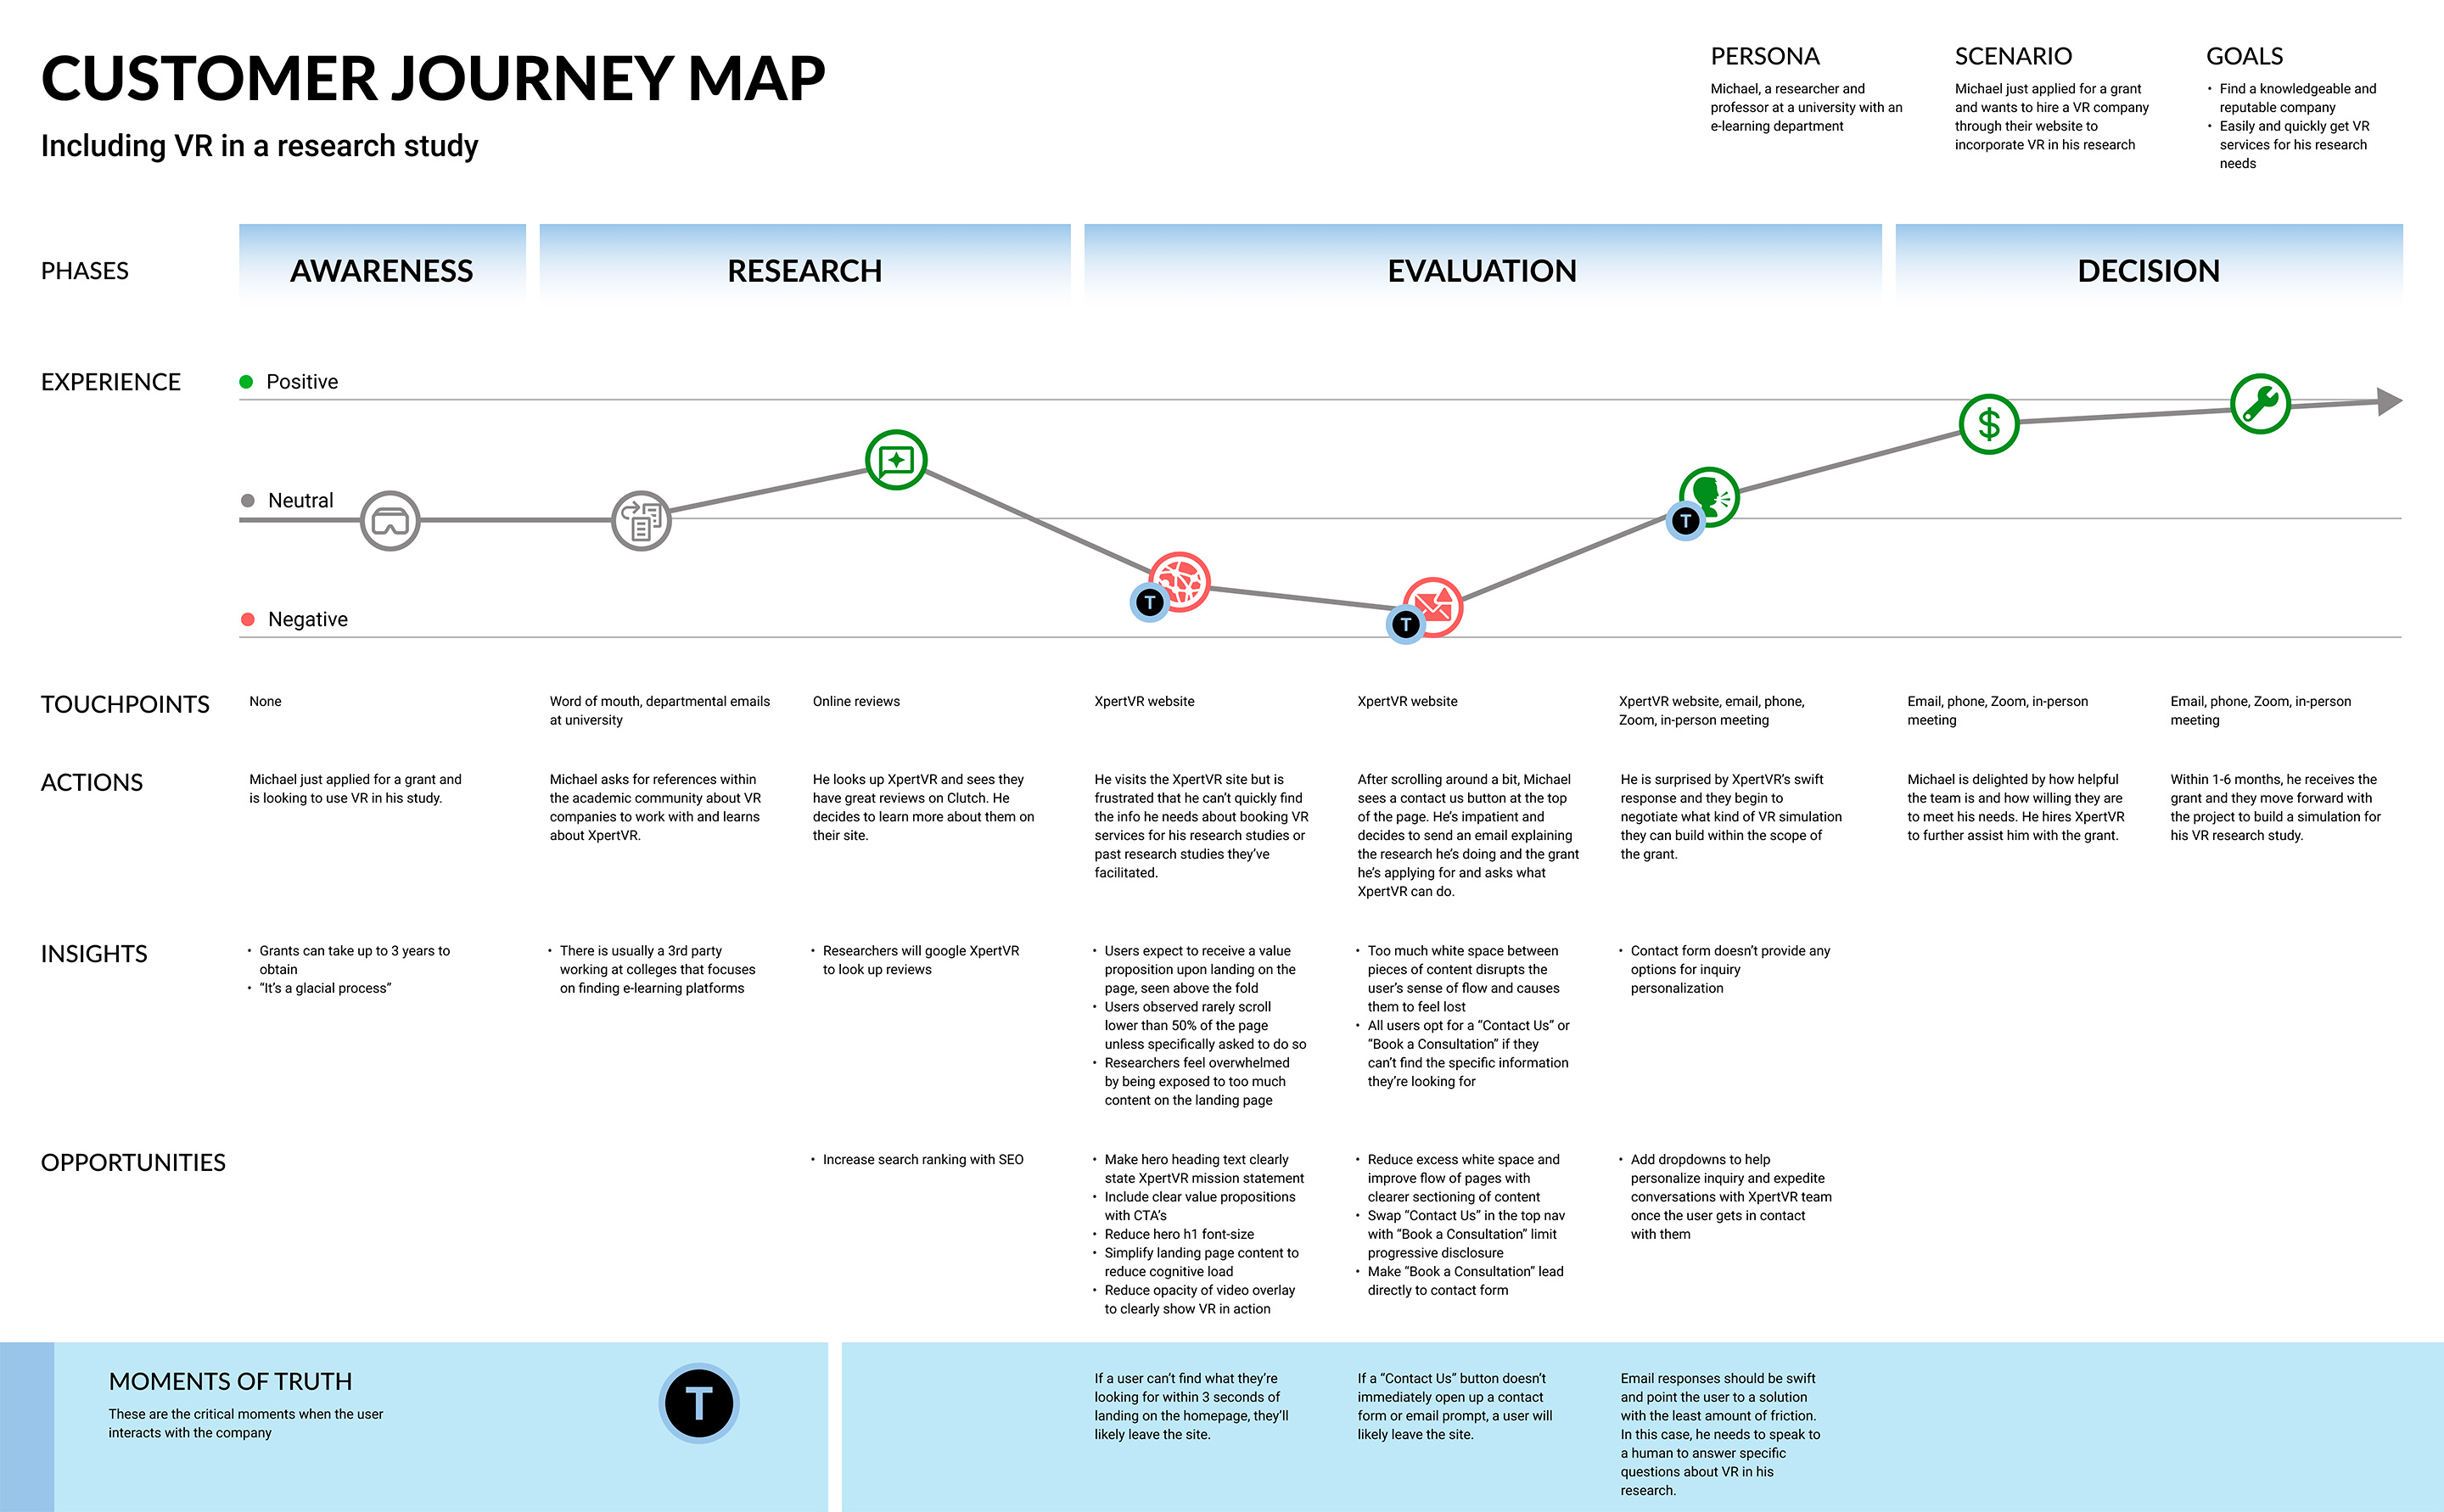 CUSTOMER JOURNEY MAP
Including VR in a research study
PERSONA
Michael, a researcher and
professor at a university with an
e-learning department
SCENARIO
Michael just applied for a grant
and wants to hire a VR company
through their website to
incorporate VR in his research
GOALS
• Find a knowledgeable and
reputable company
• Easily and quickly get VR
services for his research
needs
PHASES
AWARENESS
RESEARCH
EVALUATION
DECISION
EXPERIENCE
Positive
Neutral
Negative
$
T
T
T
TOUCHPOINTS
None
Word of mouth, departmental emails
at university
Online reviews
XpertVR website
XpertVR website
XpertVR website, email, phone,
Zoom, in-person meeting
Email, phone, Zoom, in-person
meeting
Email, phone, Zoom, in-person
meeting
ACTIONS
Michael just applied for a grant and
is looking to use VR in his study.
Michael asks for references within
the academic community about VR
companies to work with and learns
about XpertVR.
He looks up XpertVR and sees they
have great reviews on Clutch. He
decides to learn more about them on
their site.
He visits the XpertVR site but is
frustrated that he can’t quickly find
the info he needs about booking VR
services for his research studies or
past research studies they’ve
facilitated.
After scrolling around a bit, Michael
sees a contact us button at the top
of the page. He’s impatient and
decides to send an email explaining
the research he’s doing and the grant
he’s applying for and asks what
XpertVR can do.
He is surprised by XpertVR’s swift
response and they begin to
negotiate what kind of VR simulation
they can build within the scope of
the grant.
Michael is delighted by how helpful
the team is and how willing they are
to meet his needs. He hires XpertVR
to further assist him with the grant.
Within 1-6 months, he receives the
grant and they move forward with
the project to build a simulation for
his VR research study.
INSIGHTS
• Grants can take up to 3 years to
obtain
• “It’s a glacial process”
• There is usually a 3rd party
working at colleges that focuses
on finding e-learning platforms
• Researchers will google XpertVR
to look up reviews
• Users expect to receive a value
proposition upon landing on the
page, seen above the fold
• Users observed rarely scroll
lower than 50% of the page
unless specifically asked to do so
• Researchers feel overwhelmed
by being exposed to too much
content on the landing page
• Too much white space between
pieces of content disrupts the
user’s sense of flow and causes
them to feel lost
• All users opt for a “Contact Us” or
“Book a Consultation” if they
can’t find the specific information
they’re looking for
• Contact form doesn’t provide any
options for inquiry
personalization
OPPORTUNITIES
• Increase search ranking with SEO
• Make hero heading text clearly
state XpertVR mission statement
• Include clear value propositions
with CTA’s
• Reduce hero h1 font-size
• Simplify landing page content to
reduce cognitive load
• Reduce opacity of video overlay
to clearly show VR in action
• Reduce excess white space and
improve flow of pages with
clearer sectioning of content
• Swap “Contact Us” in the top nav
with “Book a Consultation” limit
progressive disclosure
• Make “Book a Consultation” lead
directly to contact form
• Add dropdowns to help
personalize inquiry and expedite
conversations with XpertVR team
once the user gets in contact
with them
MOMENTS OF TRUTH
These are the critical moments when the user
interacts with the company
T
If a user can’t find what they’re
looking for within 3 seconds of
landing on the homepage, they’ll
likely leave the site.
If a “Contact Us” button doesn’t
immediately open up a contact
form or email prompt, a user will
likely leave the site.
Email responses should be swift
and point the user to a solution
with the least amount of friction.
In this case, he needs to speak to
a human to answer specific
questions about VR in his
research.